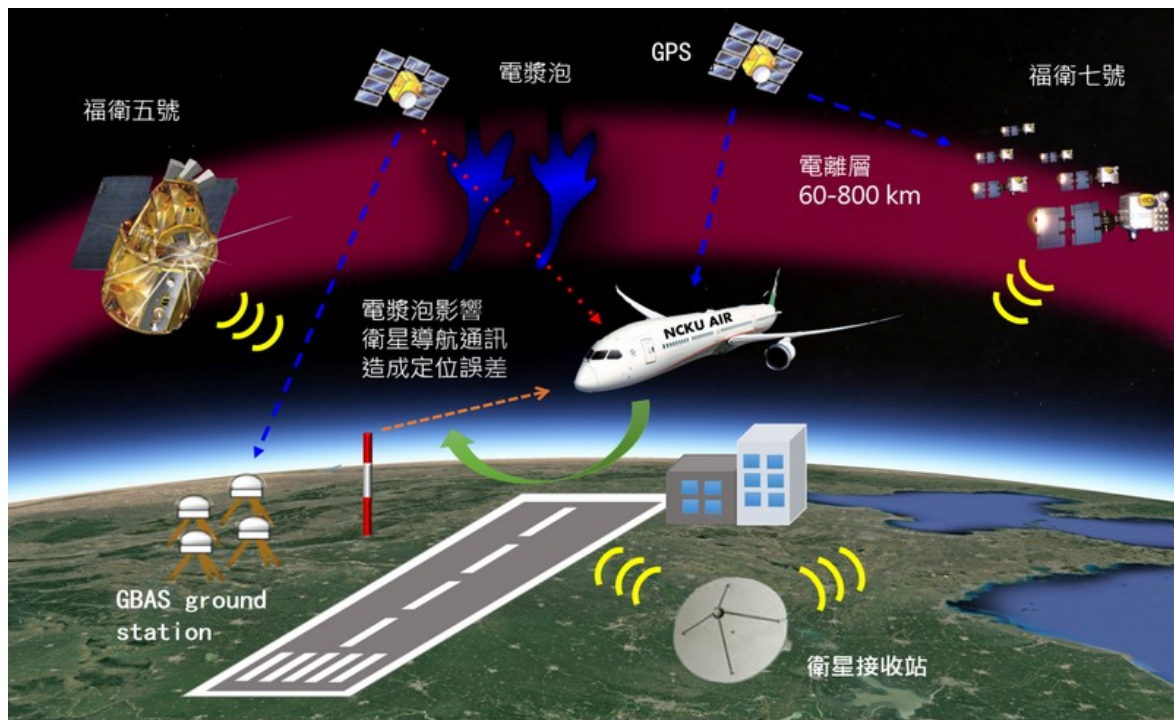 電漿泡
GPS
福衛五號
福衛七號
電離層
60-800 km
電漿泡影響
衛星導航通訊
造成定位誤差
NCKU AIR
GBAS ground
station
衛星接收站